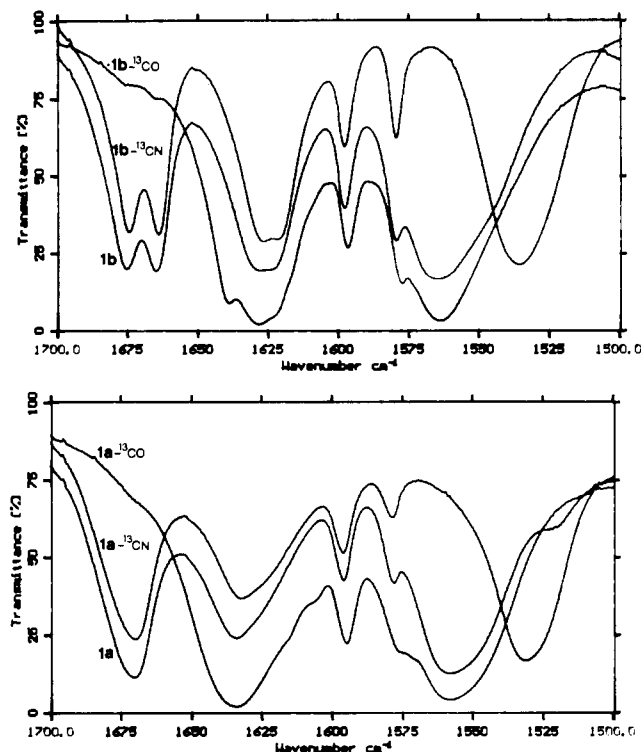 100
75
50
25
0
Transmittance [%]
1b-¹³CO
1b-¹³CN
1b
1700.0
1675
1650
1625
1600
1575
1550
1525
1500.0
Wavenumber cm⁻¹
100
75
50
25
0
Transmittance [%]
1a-¹³CO
1a-¹³CN
1a
1700.0
1675
1650
1625
1600
1575
1550
1525
1500.0
Wavenumber cm⁻¹